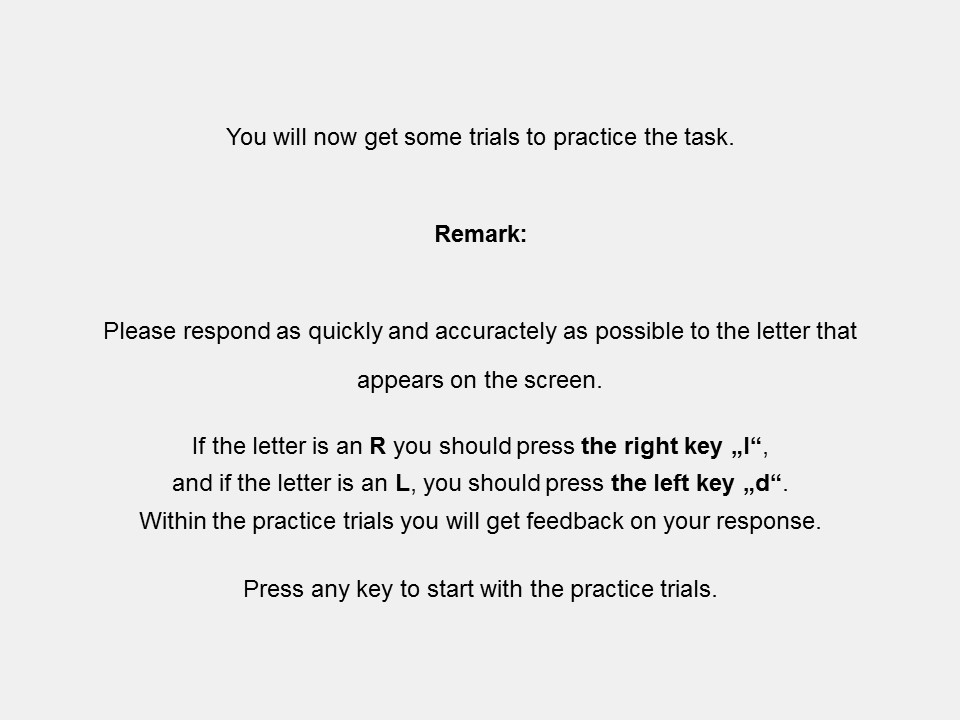 You will now get some trials to practice the task.
Remark:
Please respond as quickly and accuractely as possible to the letter that
appears on the screen.
If the letter is an R you should press the right key „l“,
and if the letter is an L, you should press the left key „d“.
Within the practice trials you will get feedback on your response.
Press any key to start with the practice trials.